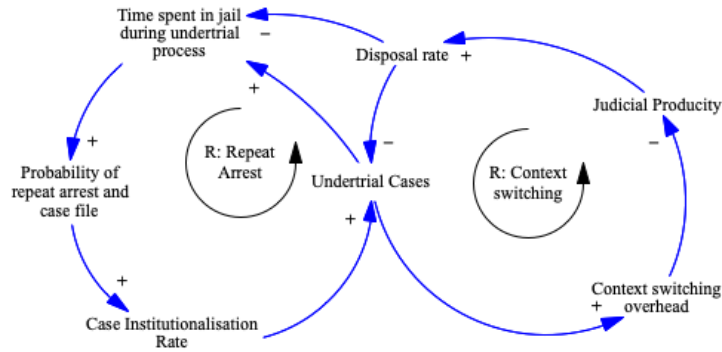 Time spent in jail
during undertrial
process
−
Disposal rate
+
Judicial Producity
+
+
R: Repeat
Arrest
−
−
Probability of
repeat arrest and
case file
Undertrial Cases
R: Context
switching
+
+
Context switching
overhead
+
Case Institutionalisation
Rate